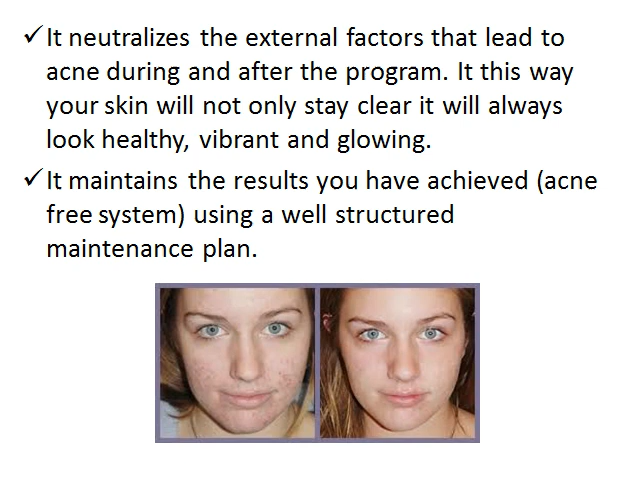 ✓It neutralizes the external factors that lead to
acne during and after the program. It this way
your skin will not only stay clear it will always
look healthy, vibrant and glowing.
✓It maintains the results you have achieved (acne
free system) using a well structured
maintenance plan.